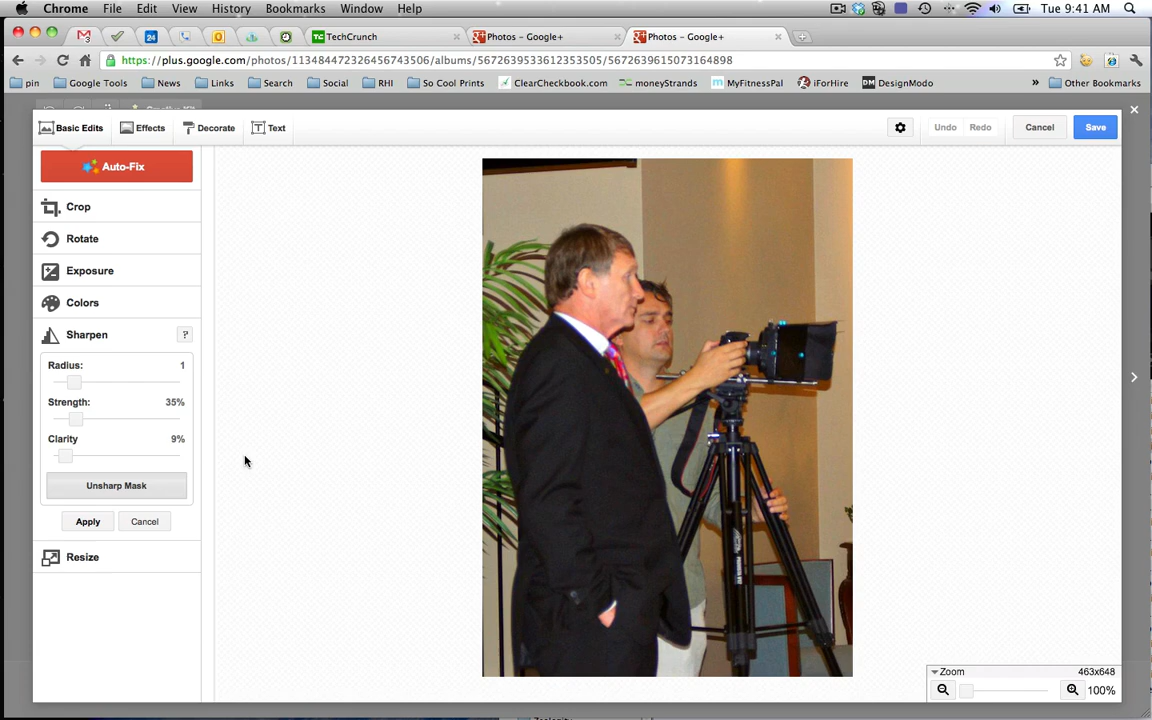 Chrome File Edit View History Bookmarks Window Help Tue 9:41 AM
24 TechCrunch Photos – Google+ Photos – Google+
https://plus.google.com/photos/113484472326456743506/albums/5672639533612353505/5672639615073164898
pin Google Tools News Links Search Social RHI So Cool Prints ClearCheckbook.com moneyStrands MyFitnessPal iForHire DM DesignModo » Other Bookmarks
Basic Edits Effects Decorate Text Undo Redo Cancel Save
Auto-Fix
Crop
Rotate
Exposure
Colors
Sharpen ?
Radius: 1
Strength: 35%
Clarity 9%
Unsharp Mask
Apply Cancel
Resize
Zoom 463x648
100%